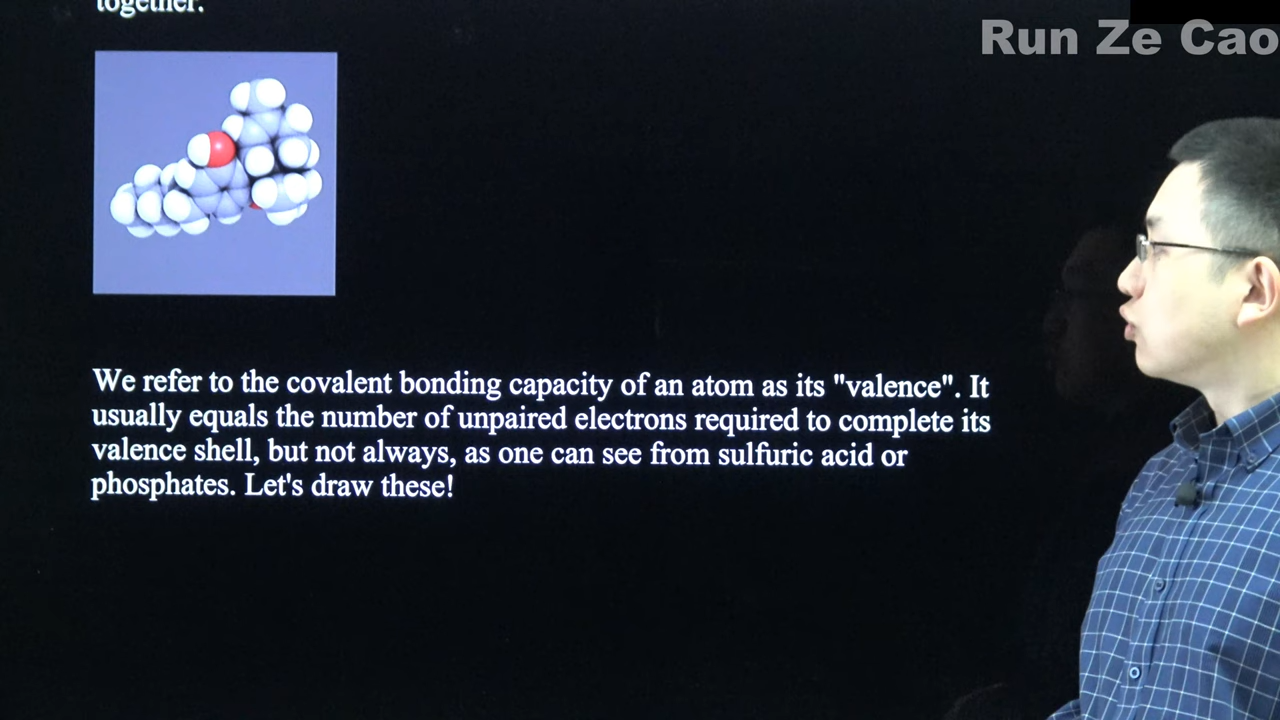 together.
Run Ze Cao
We refer to the covalent bonding capacity of an atom as its "valence". It
usually equals the number of unpaired electrons required to complete its
valence shell, but not always, as one can see from sulfuric acid or
phosphates. Let's draw these!